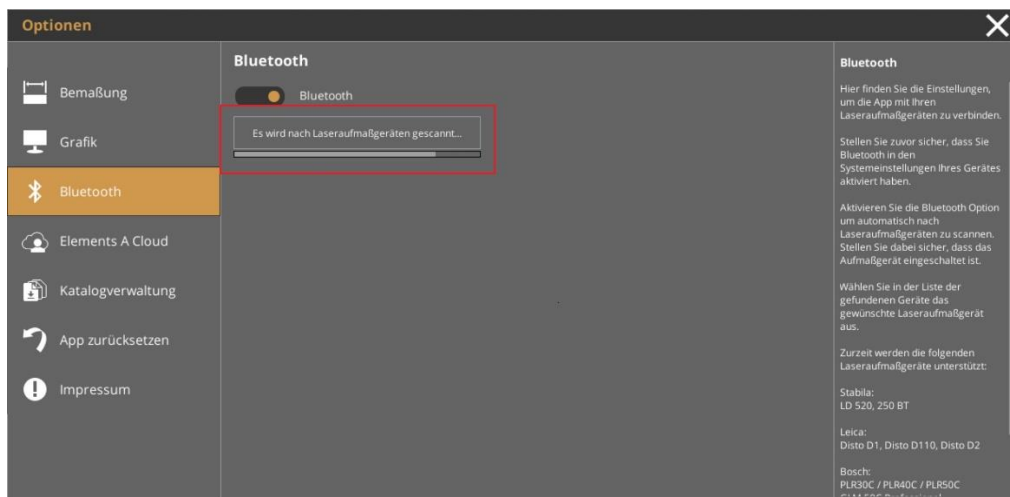 Optionen
Bemaßung
Grafik
Bluetooth
Elements A Cloud
Katalogverwaltung
App zurücksetzen
Impressum
Bluetooth
Bluetooth
Es wird nach Laseraufmaßgeräten gescannt...
Bluetooth
Hier finden Sie die Einstellungen,
um die App mit Ihren
Laseraufmaßgeräten zu verbinden.
Stellen Sie zuvor sicher, dass Sie
Bluetooth in den
Systemeinstellungen Ihres Gerätes
aktiviert haben.
Aktivieren Sie die Bluetooth Option
um automatisch nach
Laseraufmaßgeräten zu scannen.
Stellen Sie dabei sicher, dass das
Aufmaßgerät eingeschaltet ist.
Wählen Sie in der Liste der
gefundenen Geräte das
gewünschte Laseraufmaßgerät
aus.
Zurzeit werden die folgenden
Laseraufmaßgeräte unterstützt:
Stabila:
LD 520, 250 BT
Leica:
Disto D1, Disto D110, Disto D2
Bosch:
PLR30C / PLR40C / PLR50C